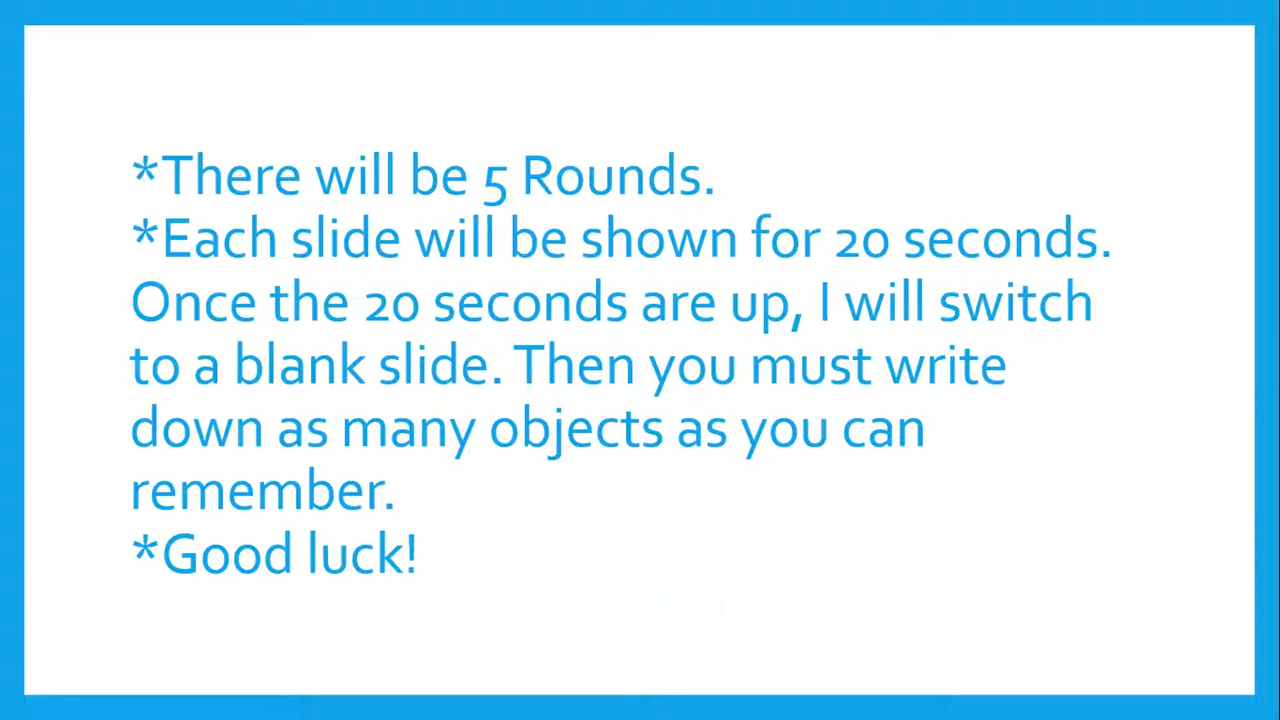 *There will be 5 Rounds.
*Each slide will be shown for 20 seconds.
Once the 20 seconds are up, I will switch
to a blank slide. Then you must write
down as many objects as you can
remember.
*Good luck!